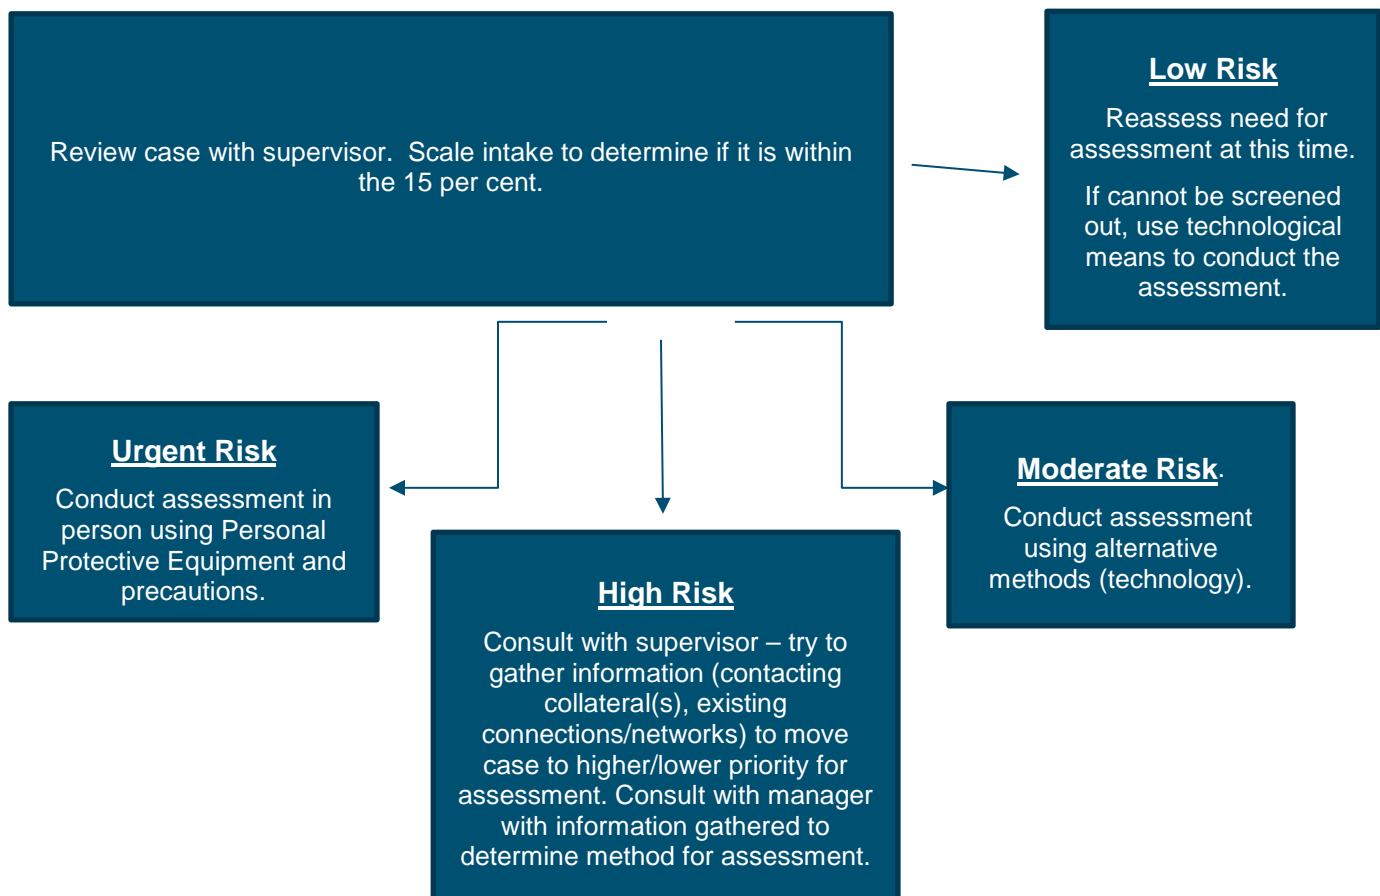 Review case with supervisor.  Scale intake to determine if it is within
the 15 per cent.
Low Risk
Reassess need for
assessment at this time.
If cannot be screened
out, use technological
means to conduct the
assessment.
Urgent Risk
Conduct assessment in
person using Personal
Protective Equipment and
precautions.
High Risk
Consult with supervisor – try to
gather information (contacting
collateral(s), existing
connections/networks) to move
case to higher/lower priority for
assessment. Consult with manager
with information gathered to
determine method for assessment.
Moderate Risk.
Conduct assessment
using alternative
methods (technology).